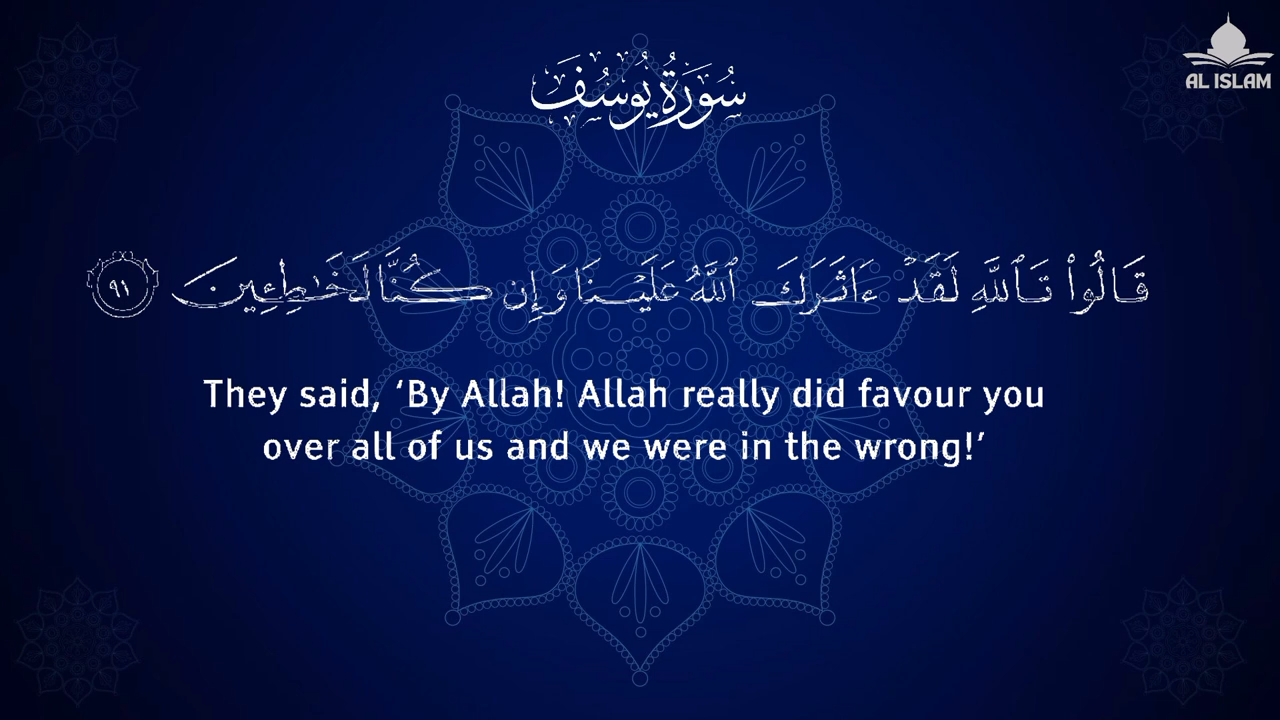 سُورَةُ يُوسُفَ
AL ISLAM
قَالُوا۟ تَٱللَّهِ لَقَدْ ءَاثَرَكَ ٱللَّهُ عَلَيْنَا وَإِن كُنَّا لَخَـٰطِـِٔينَ ٩١
They said, ‘By Allah! Allah really did favour you
over all of us and we were in the wrong!’